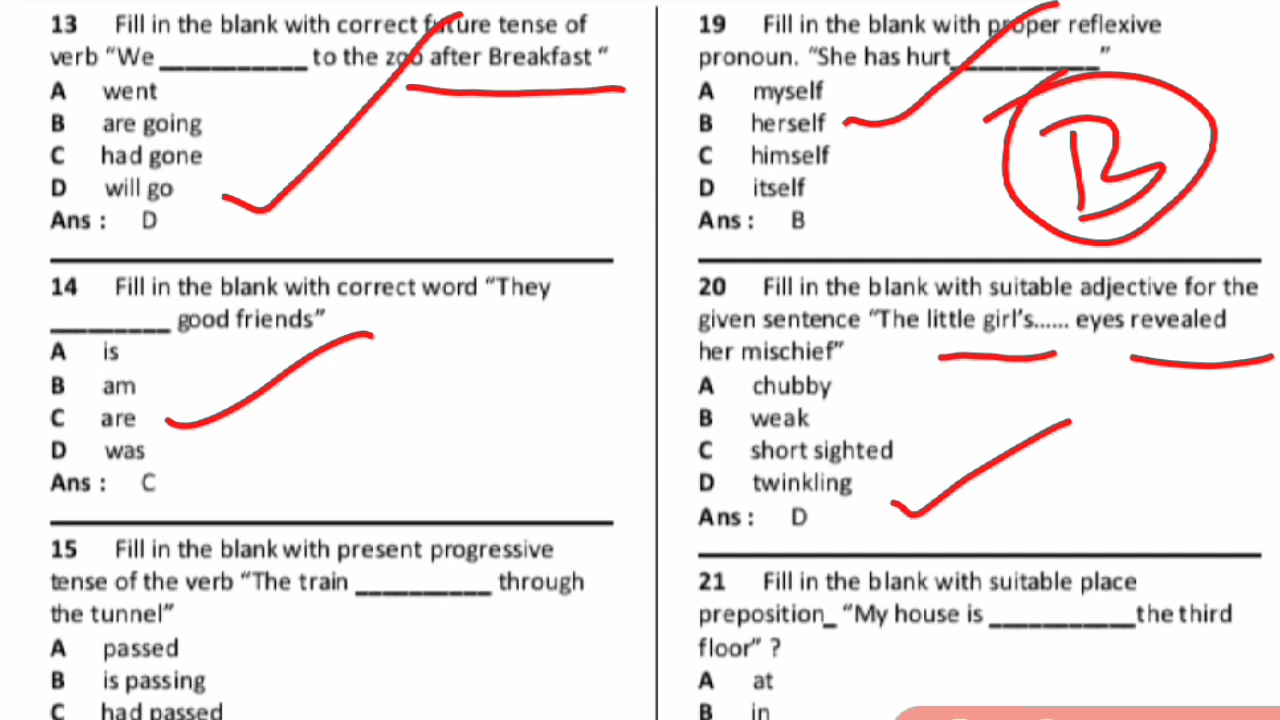 13 Fill in the blank with correct future tense of
verb “We ___________ to the zoo after Breakfast “
A went
B are going
C had gone
D will go
Ans : D
14 Fill in the blank with correct word “They
_________ good friends”
A is
B am
C are
D was
Ans : C
15 Fill in the blank with present progressive
tense of the verb “The train __________ through
the tunnel”
A passed
B is passing
C had passed
19 Fill in the blank with proper reflexive
pronoun. “She has hurt___________”
A myself
B herself
C himself
D itself
Ans : B
B
20 Fill in the blank with suitable adjective for the
given sentence “The little girl’s...... eyes revealed
her mischief”
A chubby
B weak
C short sighted
D twinkling
Ans : D
21 Fill in the blank with suitable place
preposition_ “My house is ___________the third
floor” ?
A at
B in